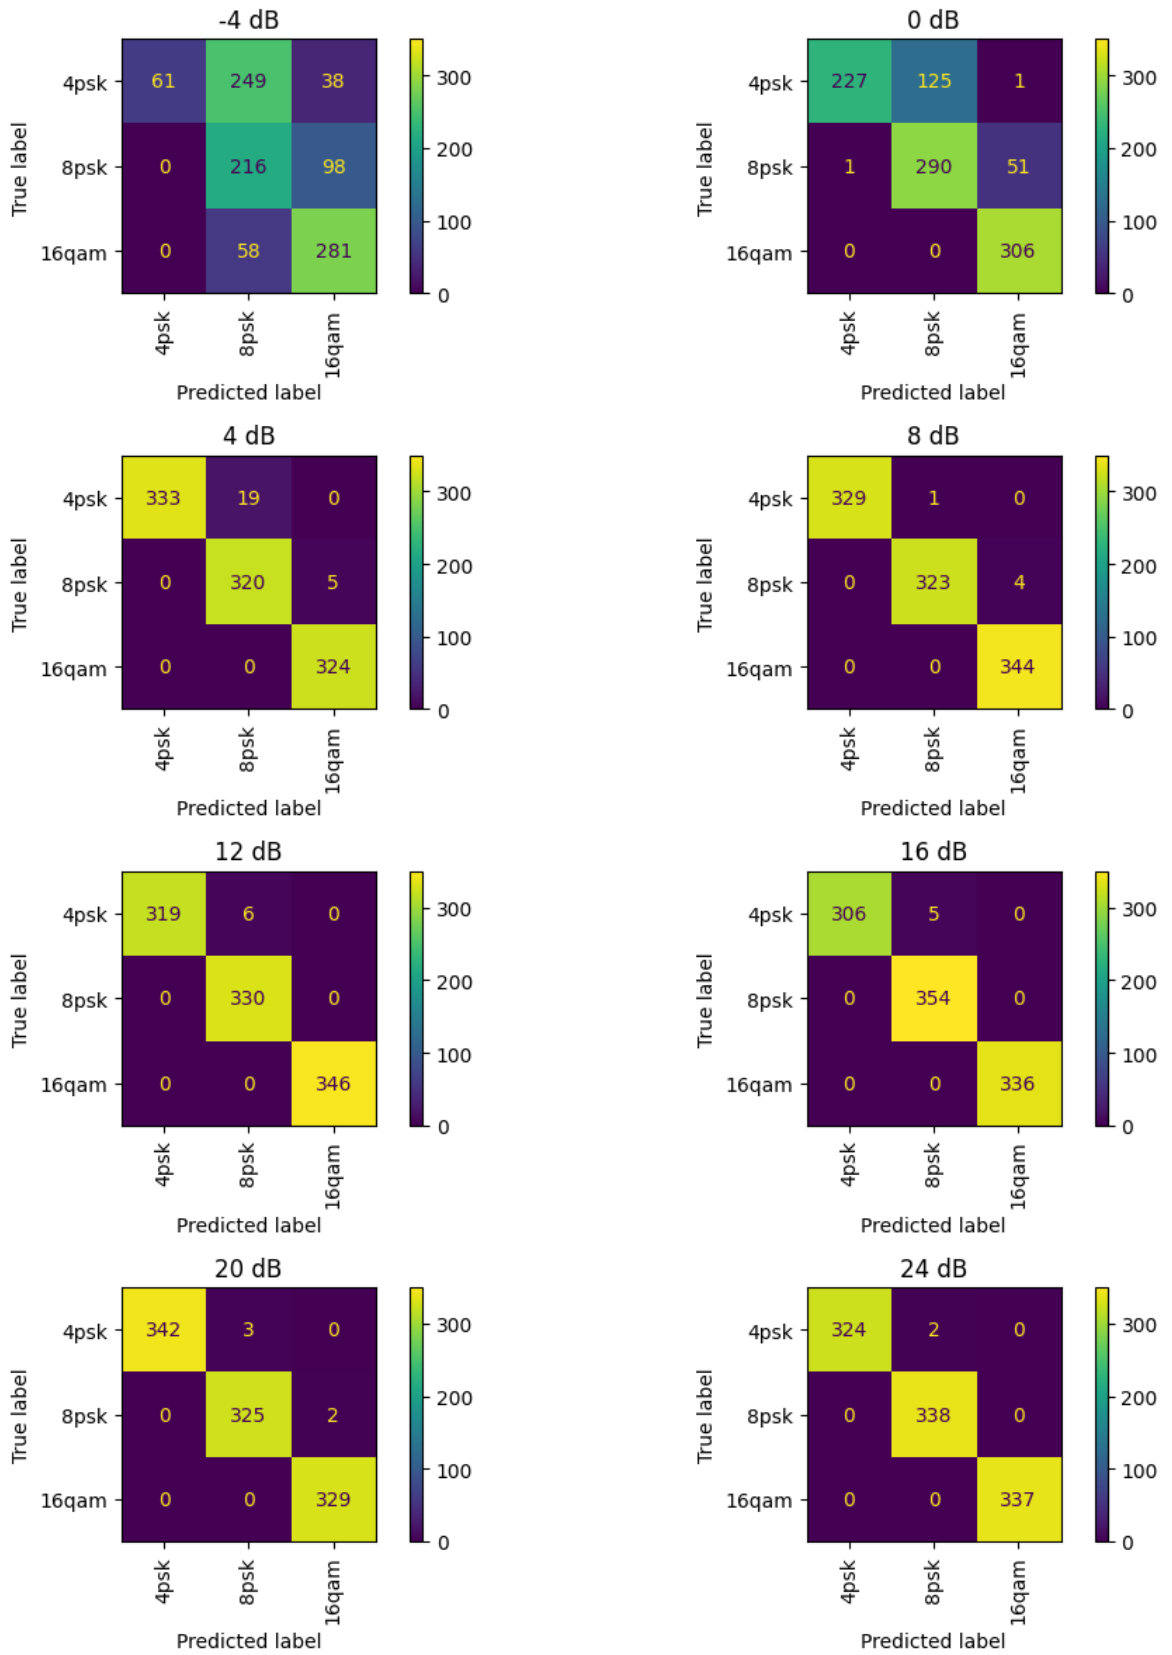 -4 dB
True label
4psk 61 249 38
8psk 0 216 98
16qam 0 58 281
4psk 8psk 16qam
Predicted label
300
200
100
0
0 dB
True label
4psk 227 125 1
8psk 1 290 51
16qam 0 0 306
4psk 8psk 16qam
Predicted label
300
200
100
0
4 dB
True label
4psk 333 19 0
8psk 0 320 5
16qam 0 0 324
4psk 8psk 16qam
Predicted label
300
200
100
0
8 dB
True label
4psk 329 1 0
8psk 0 323 4
16qam 0 0 344
4psk 8psk 16qam
Predicted label
300
200
100
0
12 dB
True label
4psk 319 6 0
8psk 0 330 0
16qam 0 0 346
4psk 8psk 16qam
Predicted label
300
200
100
0
16 dB
True label
4psk 306 5 0
8psk 0 354 0
16qam 0 0 336
4psk 8psk 16qam
Predicted label
300
200
100
0
20 dB
True label
4psk 342 3 0
8psk 0 325 2
16qam 0 0 329
4psk 8psk 16qam
Predicted label
300
200
100
0
24 dB
True label
4psk 324 2 0
8psk 0 338 0
16qam 0 0 337
4psk 8psk 16qam
Predicted label
300
200
100
0